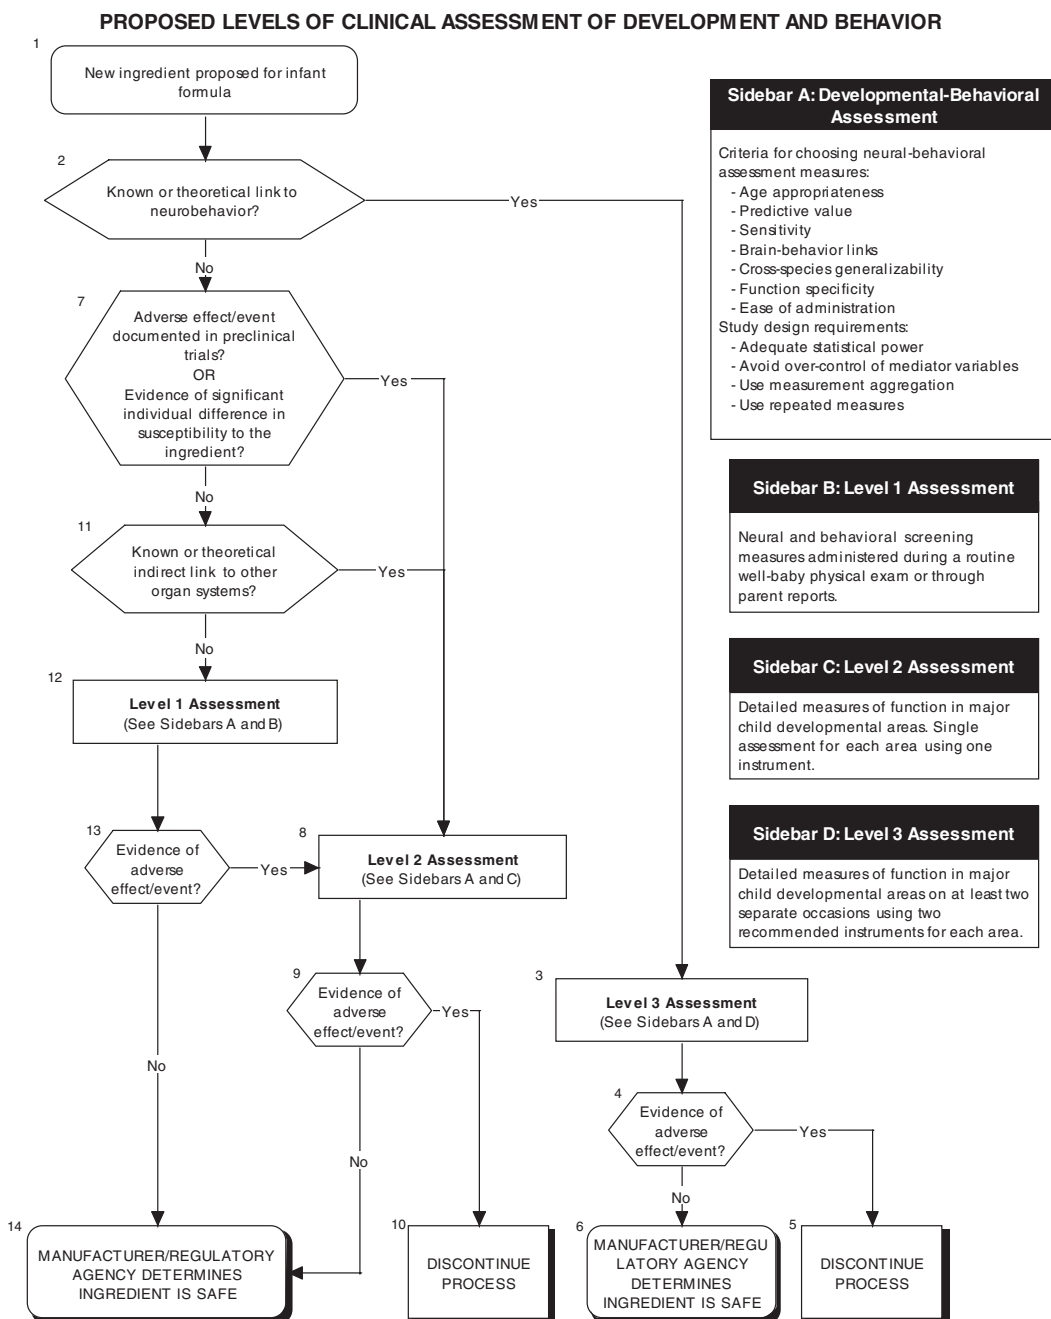 PROPOSED LEVELS OF CLINICAL ASSESSMENT OF DEVELOPMENT AND BEHAVIOR
1
New ingredient proposed for infant
formula
2
Known or theoretical link to
neurobehavior?
Yes
No
7
Adverse effect/event
documented in preclinical
trials?
OR
Evidence of significant
individual difference in
susceptibility to the
ingredient?
Yes
No
11
Known or theoretical
indirect link to other
organ systems?
Yes
No
12
Level 1 Assessment
(See Sidebars A and B)
13
Evidence of
adverse
effect/event?
Yes
No
8
Level 2 Assessment
(See Sidebars A and C)
9
Evidence of
adverse
effect/event?
Yes
No
3
Level 3 Assessment
(See Sidebars A and D)
4
Evidence of
adverse
effect/event?
Yes
No
14
MANUFACTURER/REGULATORY
AGENCY DETERMINES
INGREDIENT IS SAFE
10
DISCONTINUE
PROCESS
6
MANUFACTURER/REGU
LATORY AGENCY
DETERMINES
INGREDIENT IS SAFE
5
DISCONTINUE
PROCESS
Sidebar A: Developmental-Behavioral
Assessment
Criteria for choosing neural-behavioral
assessment measures:
- Age appropriateness
- Predictive value
- Sensitivity
- Brain-behavior links
- Cross-species generalizability
- Function specificity
- Ease of administration
Study design requirements:
- Adequate statistical power
- Avoid over-control of mediator variables
- Use measurement aggregation
- Use repeated measures
Sidebar B: Level 1 Assessment
Neural and behavioral screening
measures administered during a routine
well-baby physical exam or through
parent reports.
Sidebar C: Level 2 Assessment
Detailed measures of function in major
child developmental areas. Single
assessment for each area using one
instrument.
Sidebar D: Level 3 Assessment
Detailed measures of function in major
child developmental areas on at least two
separate occasions using two
recommended instruments for each area.